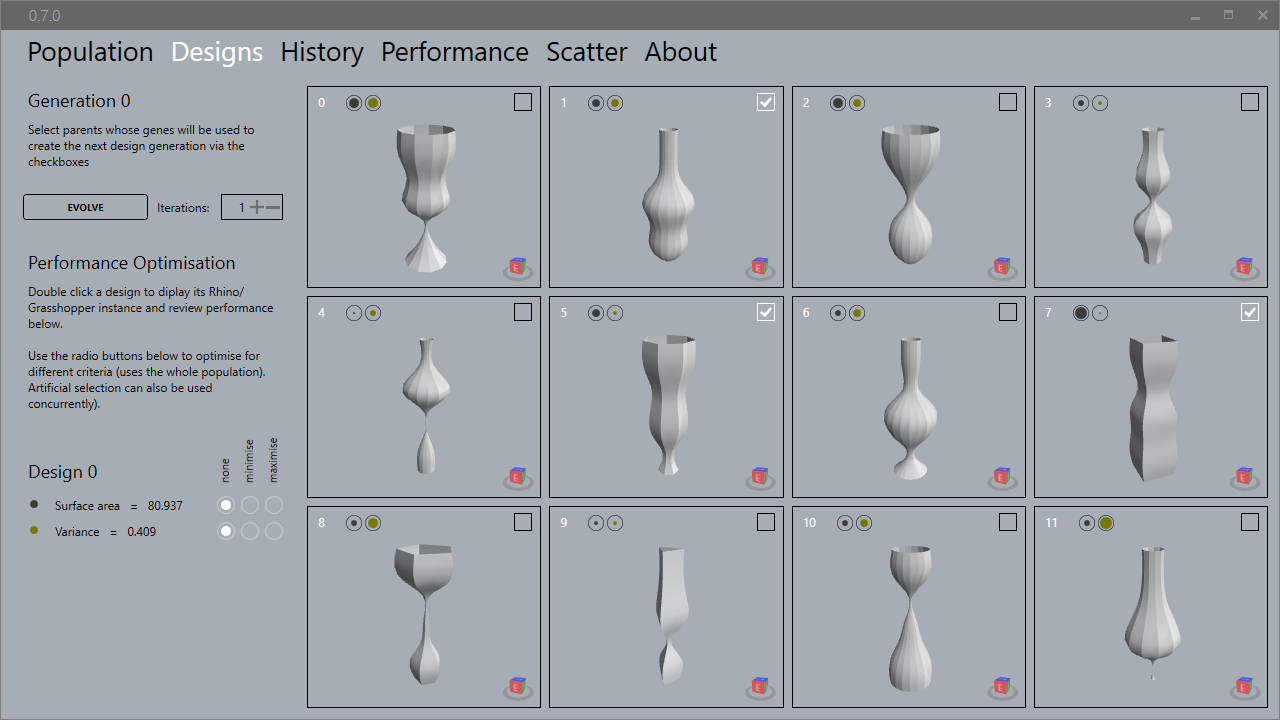 0.7.0
Population Designs History Performance Scatter About
Generation 0
Select parents whose genes will be used to
create the next design generation via the
checkboxes
EVOLVE Iterations: 1
Performance Optimisation
Double click a design to diplay its Rhino/
Grasshopper instance and review performance
below.
Use the radio buttons below to optimise for
different criteria (uses the whole population).
Artificial selection can also be used
concurrently).
none
minimise
maximise
Design 0
Surface area = 80.937
Variance = 0.409
0
E
1
E
2
E
3
E
4
E
5
E
6
E
7
E
8
E
9
E
10
E
11
E